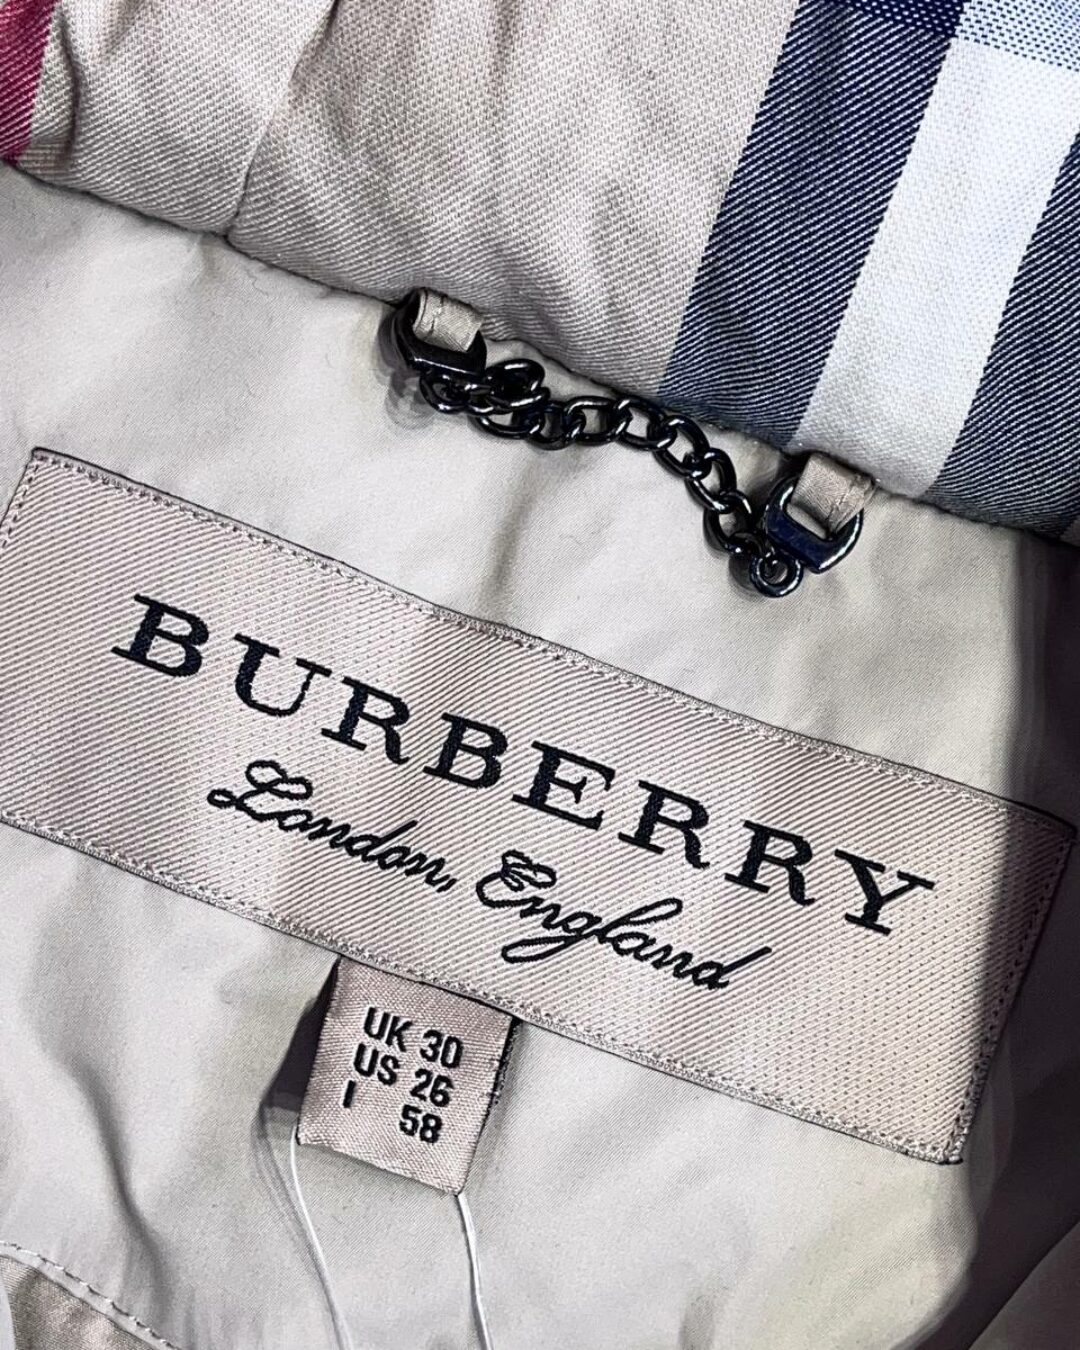 BURBERRY
London, England
UK 30
US 26
I 58